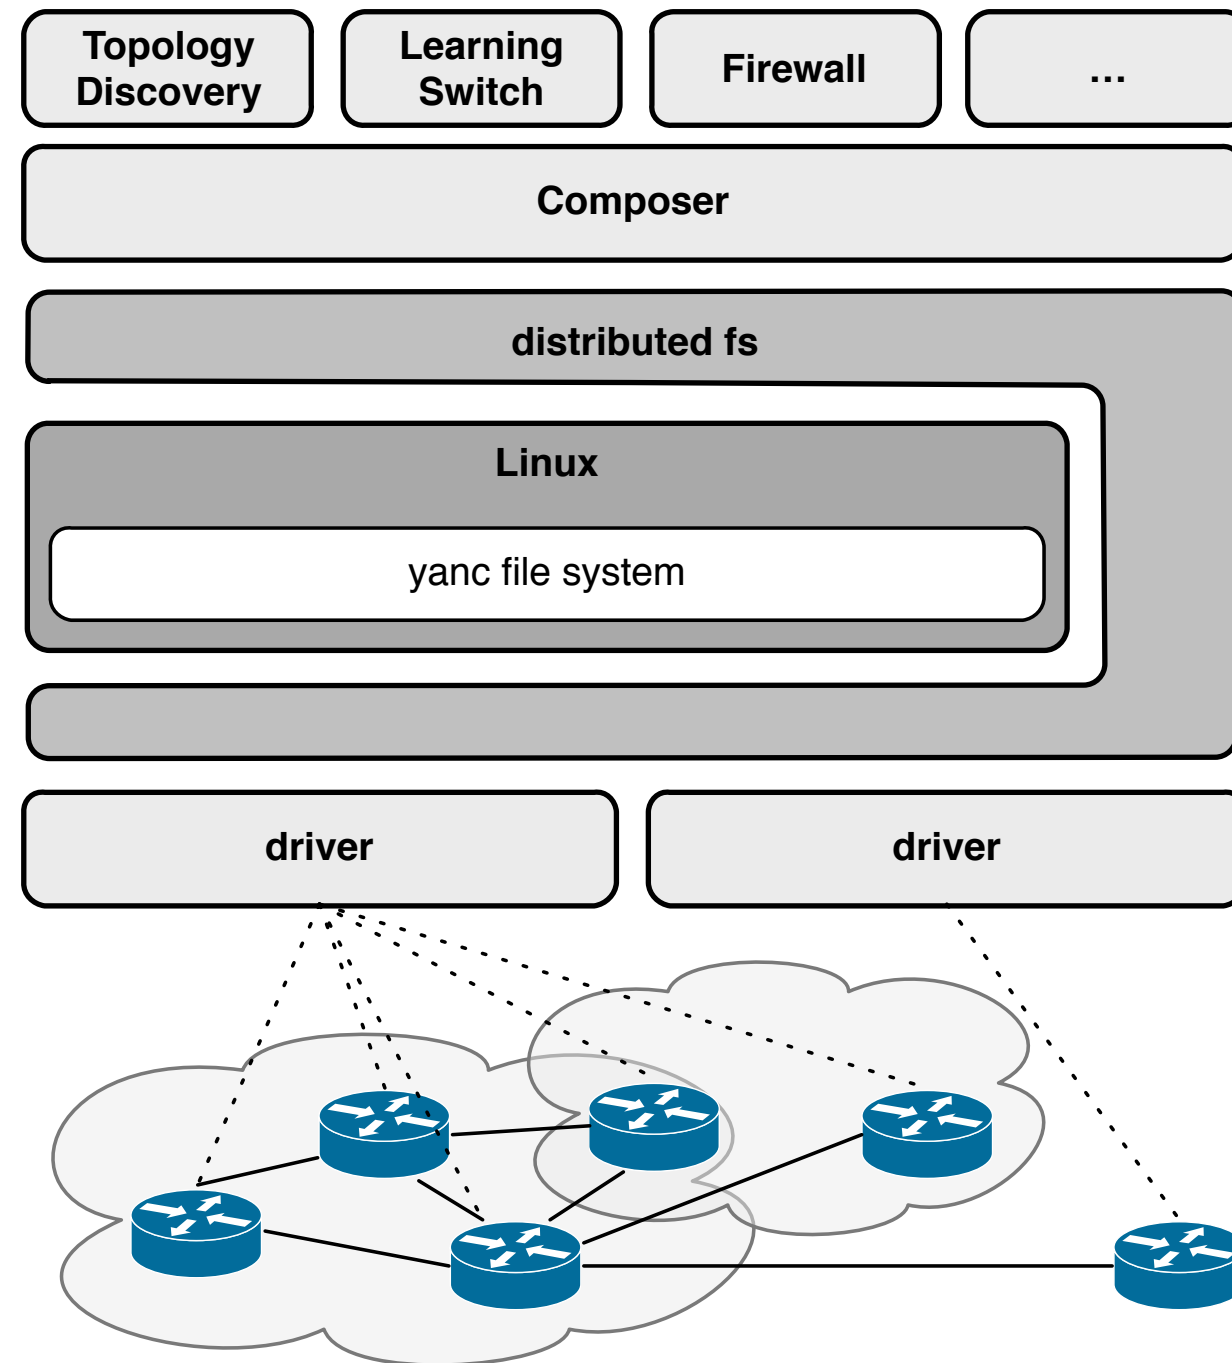 Topology
Discovery
Learning
Switch
Firewall
...
Composer
distributed fs
Linux
yanc file system
driver
driver